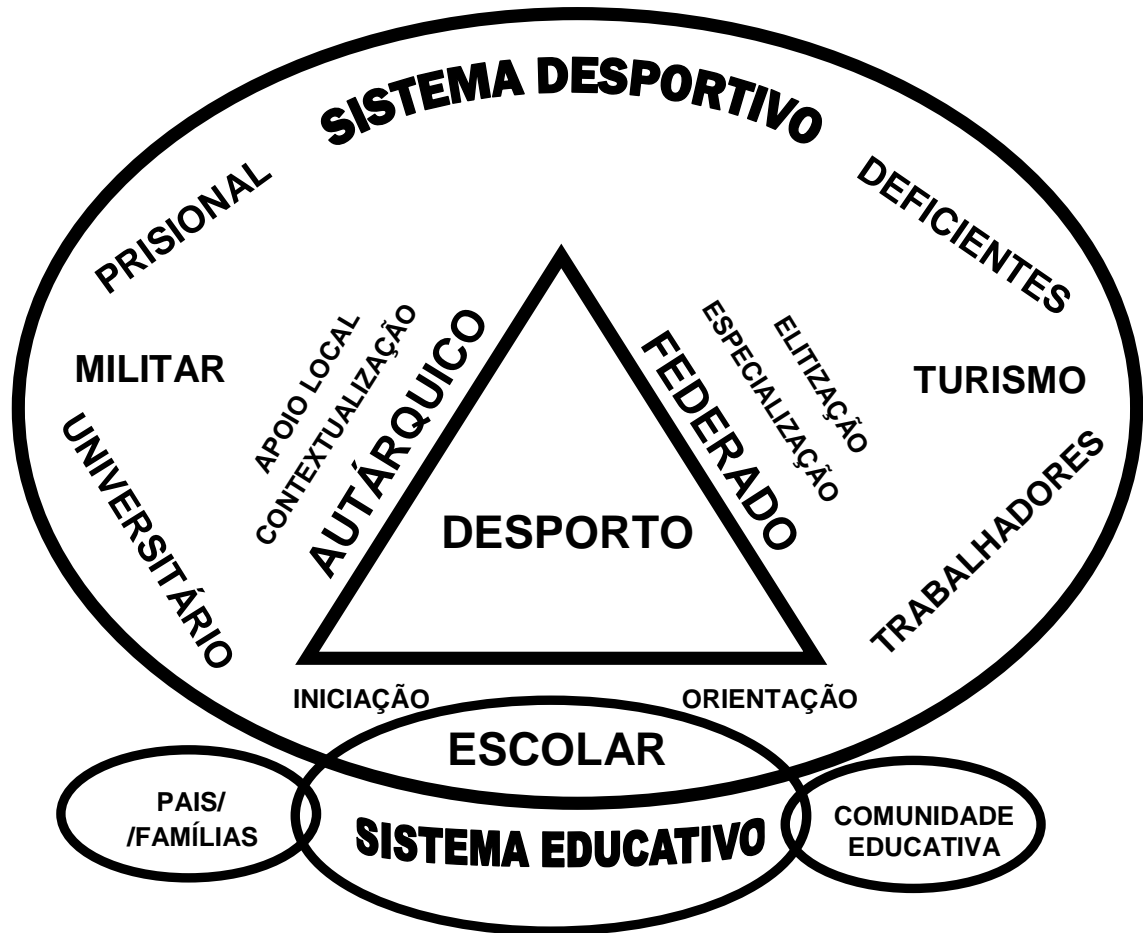 SISTEMA DESPORTIVO
PRISIONAL
DEFICIENTES
MILITAR
TURISMO
UNIVERSITÁRIO
TRABALHADORES
APOIO LOCAL
CONTEXTUALIZAÇÃO
AUTÁRQUICO
FEDERADO
ESPECIALIZAÇÃO
ELITIZAÇÃO
DESPORTO
INICIAÇÃO
ORIENTAÇÃO
ESCOLAR
PAIS/
/FAMÍLIAS
SISTEMA EDUCATIVO
COMUNIDADE
EDUCATIVA